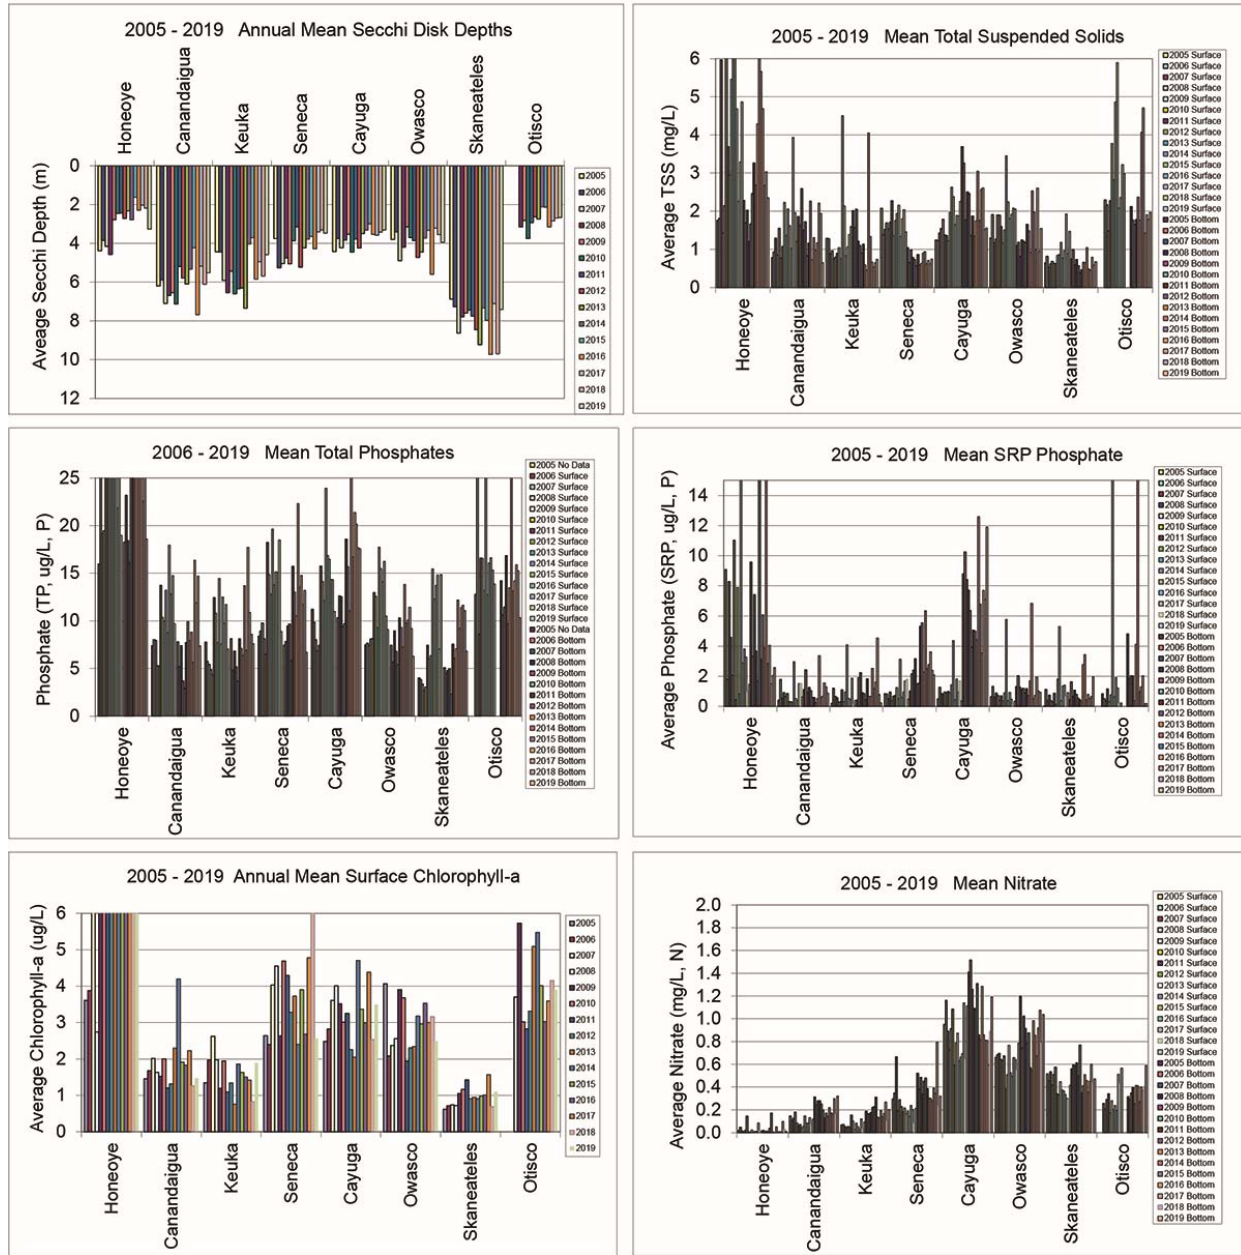 2005 - 2019 Annual Mean Secchi Disk Depths
Honeoye
Canandaigua
Keuka
Seneca
Cayuga
Owasco
Skaneateles
Otisco
Aveage Secchi Depth (m)
0
2
4
6
8
10
12
2005
2006
2007
2008
2009
2010
2011
2012
2013
2014
2015
2016
2017
2018
2019
2005 - 2019 Mean Total Suspended Solids
Average TSS (mg/L)
6
5
4
3
2
1
0
Honeoye
Canandaigua
Keuka
Seneca
Cayuga
Owasco
Skaneateles
Otisco
2005 Surface
2006 Surface
2007 Surface
2008 Surface
2009 Surface
2010 Surface
2011 Surface
2012 Surface
2013 Surface
2014 Surface
2015 Surface
2016 Surface
2017 Surface
2018 Surface
2019 Surface
2005 Bottom
2006 Bottom
2007 Bottom
2008 Bottom
2009 Bottom
2010 Bottom
2011 Bottom
2012 Bottom
2013 Bottom
2014 Bottom
2015 Bottom
2016 Bottom
2017 Bottom
2018 Bottom
2019 Bottom
2006 - 2019 Mean Total Phosphates
Phosphate (TP, ug/L, P)
25
20
15
10
5
0
Honeoye
Canandaigua
Keuka
Seneca
Cayuga
Owasco
Skaneateles
Otisco
2005 No Data
2006 Surface
2007 Surface
2008 Surface
2009 Surface
2010 Surface
2011 Surface
2012 Surface
2013 Surface
2014 Surface
2015 Surface
2016 Surface
2017 Surface
2018 Surface
2019 Surface
2005 No Data
2006 Bottom
2007 Bottom
2008 Bottom
2009 Bottom
2010 Bottom
2011 Bottom
2012 Bottom
2013 Bottom
2014 Bottom
2015 Bottom
2016 Bottom
2017 Bottom
2018 Bottom
2019 Bottom
2005 - 2019 Mean SRP Phosphate
Average Phosphate (SRP, ug/L, P)
14
12
10
8
6
4
2
0
Honeoye
Canandaigua
Keuka
Seneca
Cayuga
Owasco
Skaneateles
Otisco
2005 Surface
2006 Surface
2007 Surface
2008 Surface
2009 Surface
2010 Surface
2011 Surface
2012 Surface
2013 Surface
2014 Surface
2015 Surface
2016 Surface
2017 Surface
2018 Surface
2019 Surface
2005 Bottom
2006 Bottom
2007 Bottom
2008 Bottom
2009 Bottom
2010 Bottom
2011 Bottom
2012 Bottom
2013 Bottom
2014 Bottom
2015 Bottom
2016 Bottom
2017 Bottom
2018 Bottom
2019 Bottom
2005 - 2019 Annual Mean Surface Chlorophyll-a
Average Chlorophyll-a (ug/L)
6
5
4
3
2
1
0
Honeoye
Canandaigua
Keuka
Seneca
Cayuga
Owasco
Skaneateles
Otisco
2005
2006
2007
2008
2009
2010
2011
2012
2013
2014
2015
2016
2017
2018
2019
2005 - 2019 Mean Nitrate
Average Nitrate (mg/L, N)
2.0
1.8
1.6
1.4
1.2
1.0
0.8
0.6
0.4
0.2
0.0
Honeoye
Canandaigua
Keuka
Seneca
Cayuga
Owasco
Skaneateles
Otisco
2005 Surface
2006 Surface
2007 Surface
2008 Surface
2009 Surface
2010 Surface
2011 Surface
2012 Surface
2013 Surface
2014 Surface
2015 Surface
2016 Surface
2017 Surface
2018 Surface
2019 Surface
2005 Bottom
2006 Bottom
2007 Bottom
2008 Bottom
2009 Bottom
2010 Bottom
2011 Bottom
2012 Bottom
2013 Bottom
2014 Bottom
2015 Bottom
2016 Bottom
2017 Bottom
2018 Bottom
2019 Bottom